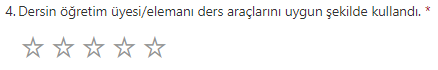 4. Dersin öğretim üyesi/elemanı ders araçlarını uygun şekilde kullandı. *